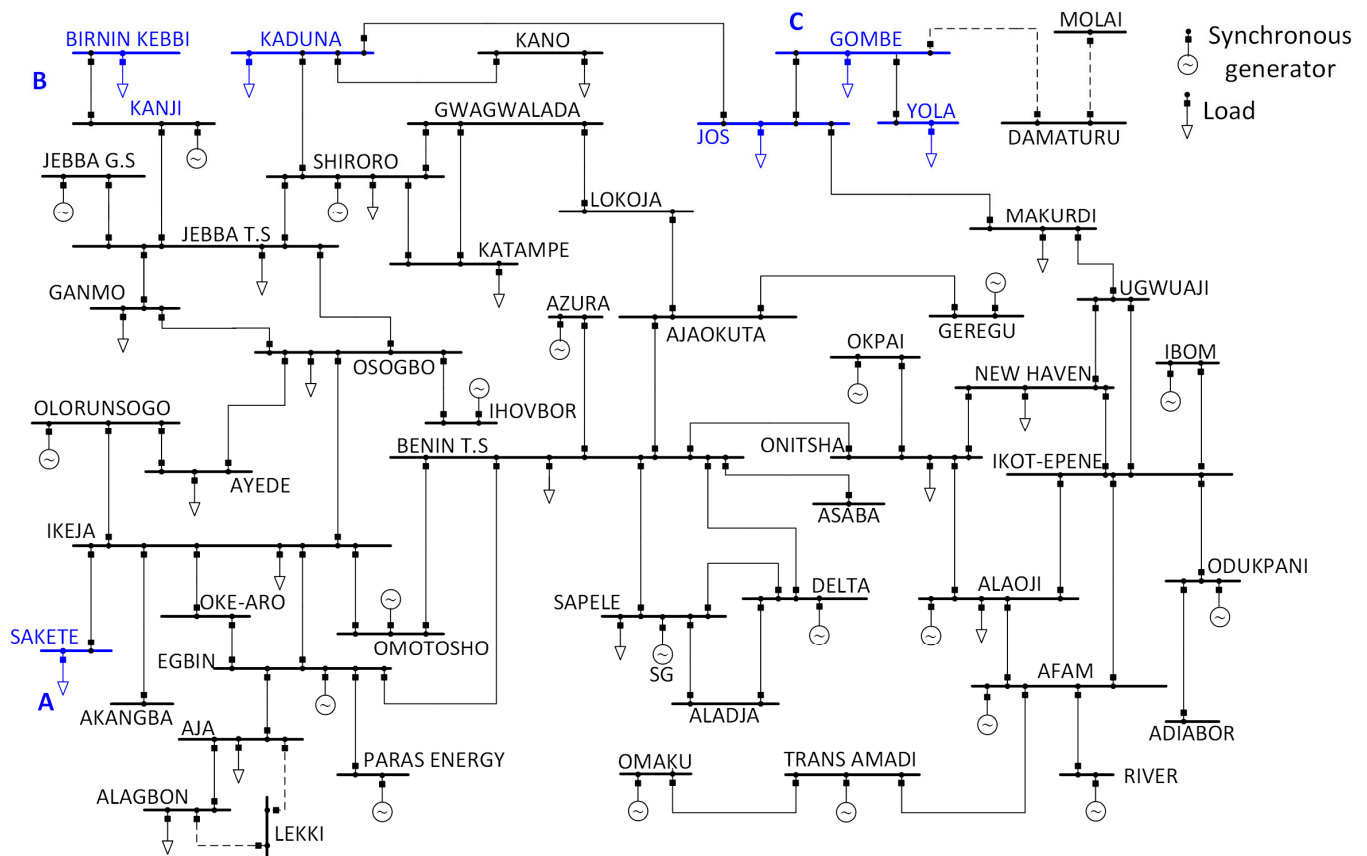 BIRNIN KEBBI
KADUNA
KANO
C
GOMBE
MOLAI
Synchronous
generator
B
KANJI
GWAGWALADA
JOS
YOLA
DAMATURU
Load
JEBBA G.S
~
SHIRORO
~
~
LOKOJA
MAKURDI
JEBBA T.S
KATAMPE
GANMO
AZURA
~
AJAOKUTA
~
GEREGU
UGWUAJI
OSOGBO
OKPAI
~
IBOM
~
NEW HAVEN
~
IHOVBOR
OLORUNSOGO
~
BENIN T.S
ONITSHA
IKOT-EPENE
AYEDE
ASABA
IKEJA
ODUKPANI
~
OKE-ARO
~
OMOTOSHO
SAPELE
~
SG
DELTA
~
ALAOJI
~
SAKETE
A
EGBIN
~
AFAM
~
AKANGBA
ALADJA
ADIABOR
AJA
PARAS ENERGY
~
OMAKU
~
TRANS AMADI
~
RIVER
~
ALAGBON
LEKKI